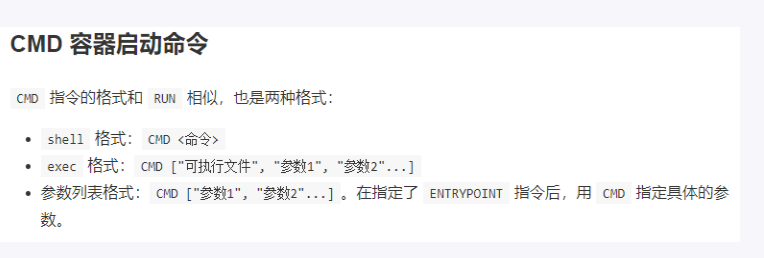 CMD 容器启动命令
CMD 指令的格式和 RUN 相似，也是两种格式：
• shell 格式： CMD <命令>
• exec 格式： CMD ["可执行文件", "参数1", "参数2"...]
• 参数列表格式： CMD ["参数1", "参数2"...] 。在指定了 ENTRYPOINT 指令后，用 CMD 指定具体的参
数。